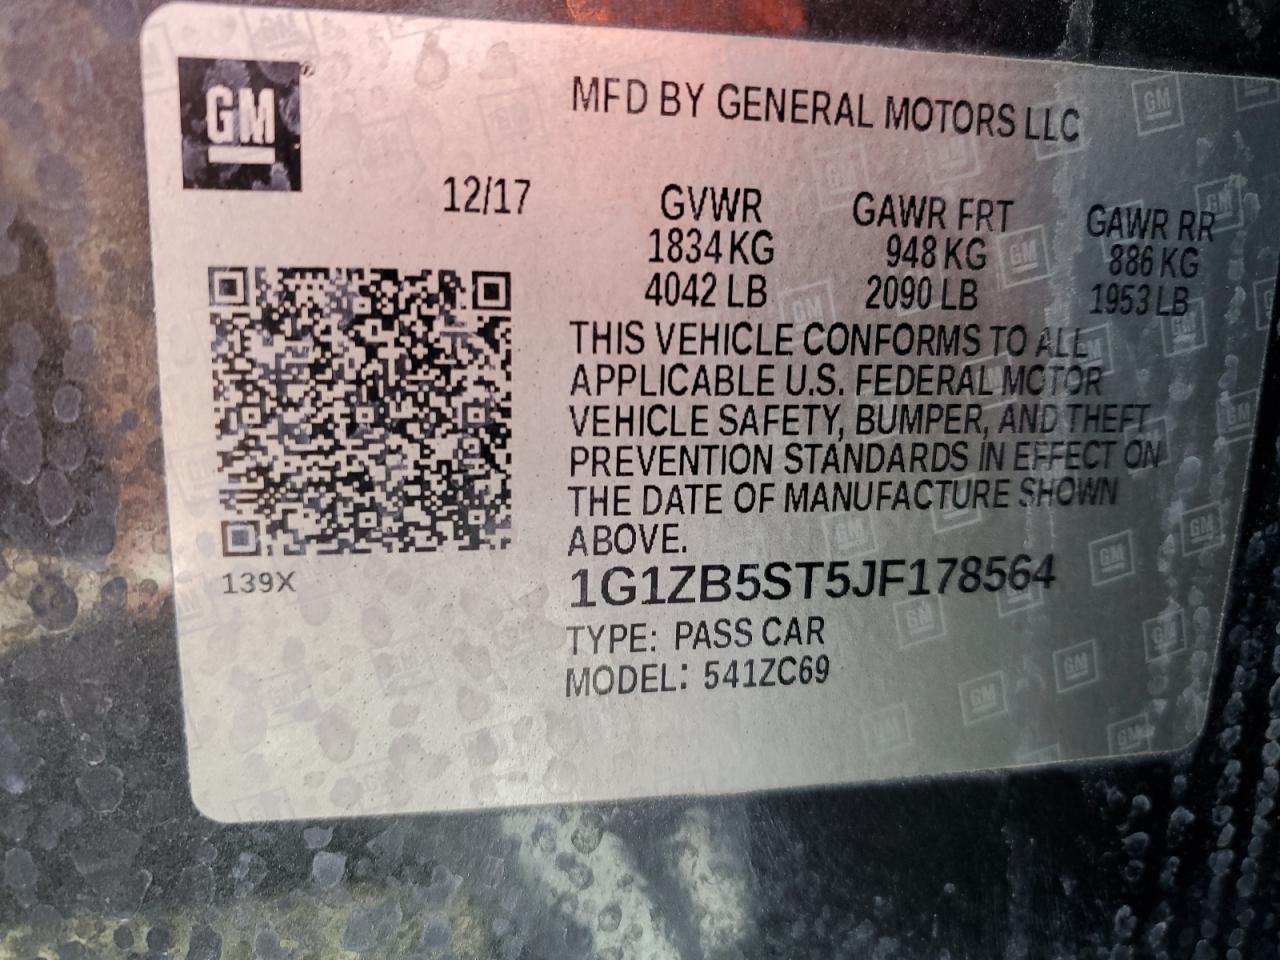 GM
MFD BY GENERAL MOTORS LLC
12/17
GVWR GAWR FRT GAWR RR
1834 KG 948 KG 886 KG
4042 LB 2090 LB 1953 LB
THIS VEHICLE CONFORMS TO ALL
APPLICABLE U.S. FEDERAL MOTOR
VEHICLE SAFETY, BUMPER, AND THEFT
PREVENTION STANDARDS IN EFFECT ON
THE DATE OF MANUFACTURE SHOWN
ABOVE.
139X
1G1ZB5ST5JF178564
TYPE: PASS CAR
MODEL: 541ZC69